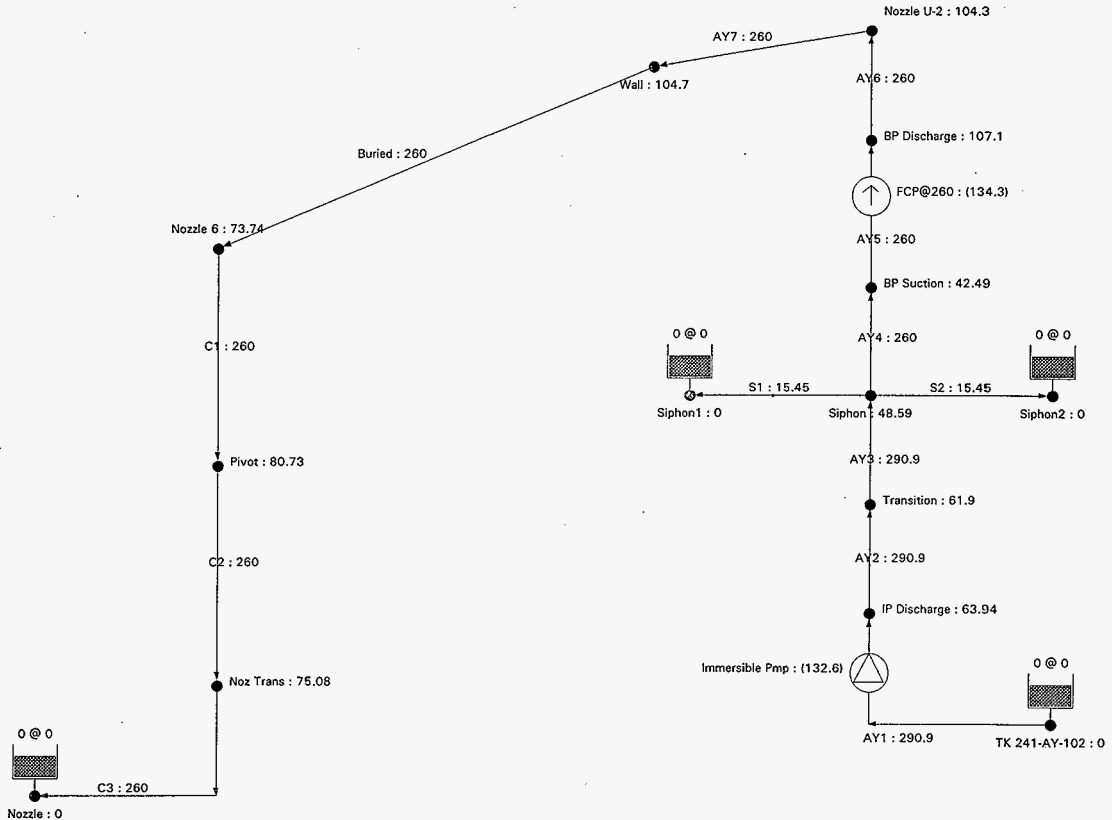 Nozzle U-2 : 104.3
AY7 : 260
Wall : 104.7
AY6 : 260
BP Discharge : 107.1
Buried : 260
FCP@260 : (134.3)
Nozzle 6 : 73.74
AY5 : 260
BP Suction : 42.49
0 @ 0
0 @ 0
C1 : 260
AY4 : 260
S1 : 15.45
S2 : 15.45
Siphon1 : 0
Siphon : 48.59
Siphon2 : 0
Pivot : 80.73
AY3 : 290.9
Transition : 61.9
C2 : 260
AY2 : 290.9
IP Discharge : 63.94
Immersible Pmp : (132.6)
0 @ 0
Noz Trans : 75.08
0 @ 0
AY1 : 290.9
TK 241-AY-102 : 0
C3 : 260
Nozzle : 0